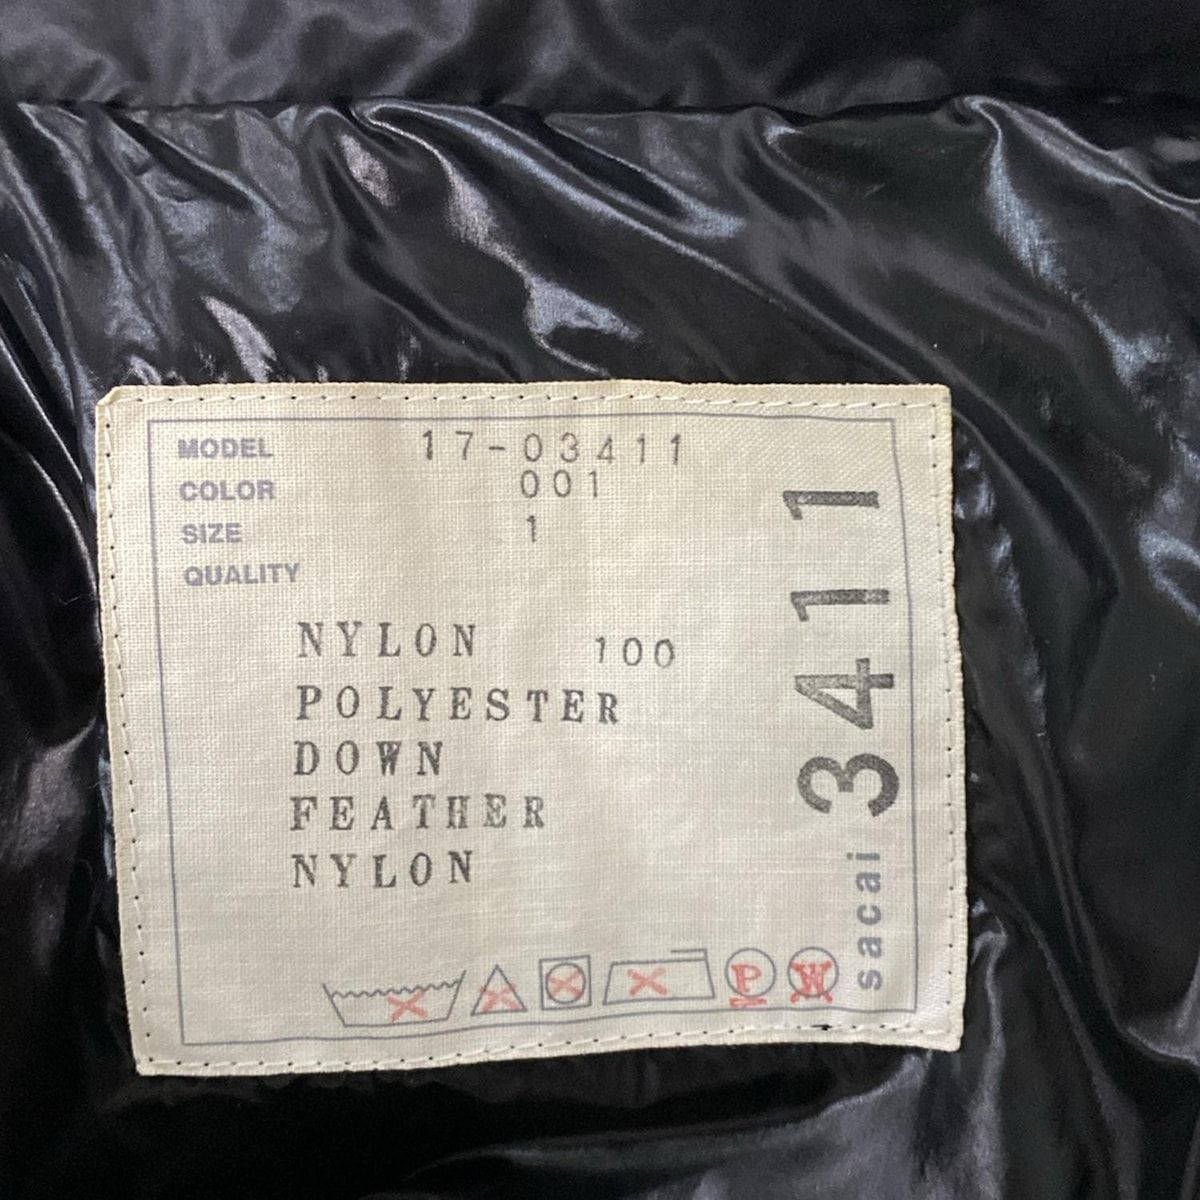 MODEL 17-03411
COLOR 001
SIZE 1
QUALITY
NYLON 100
POLYESTER
DOWN
FEATHER
NYLON
P W
sacai 3411